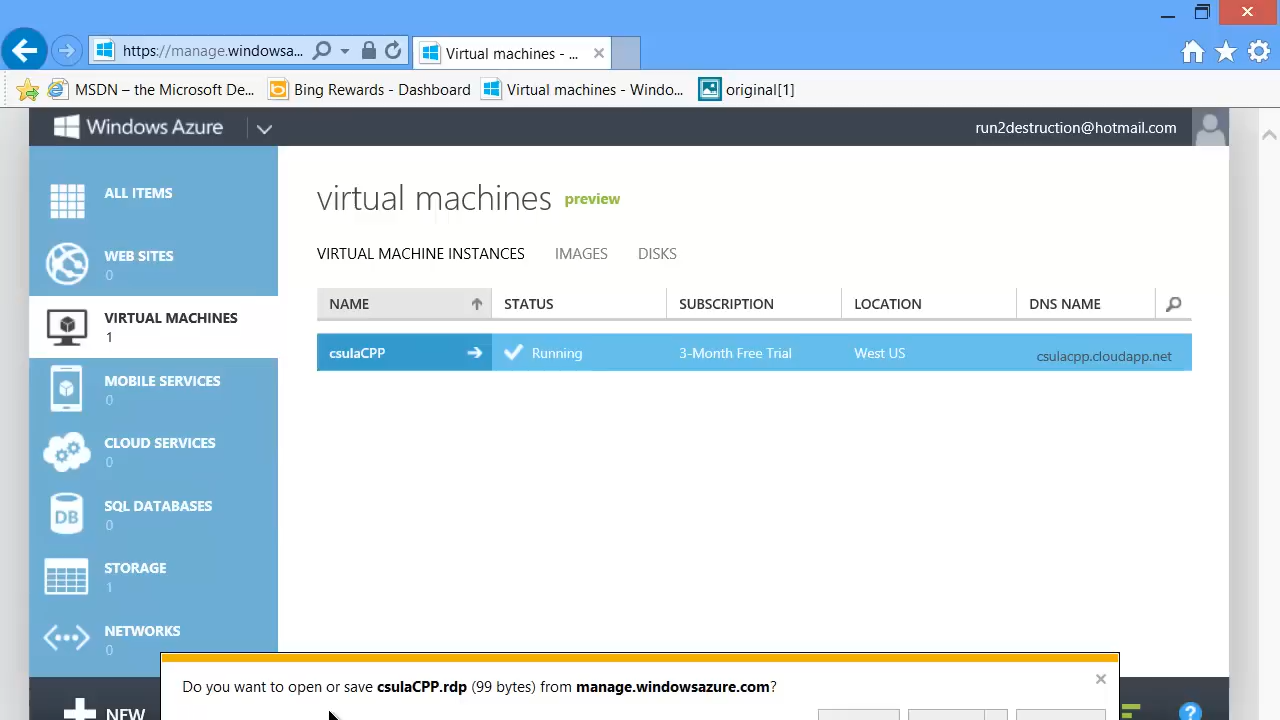 https://manage.windowsa...
Virtual machines - ...
MSDN – the Microsoft De...
Bing Rewards - Dashboard
Virtual machines - Windo...
original[1]
Windows Azure
run2destruction@hotmail.com
ALL ITEMS
WEB SITES
0
VIRTUAL MACHINES
1
MOBILE SERVICES
0
CLOUD SERVICES
0
SQL DATABASES
0
DB
STORAGE
1
NETWORKS
0
NEW
virtual machines preview
VIRTUAL MACHINE INSTANCES IMAGES DISKS
NAME STATUS SUBSCRIPTION LOCATION DNS NAME
csulaCPP Running 3-Month Free Trial West US csulacpp.cloudapp.net
Do you want to open or save csulaCPP.rdp (99 bytes) from manage.windowsazure.com?
?